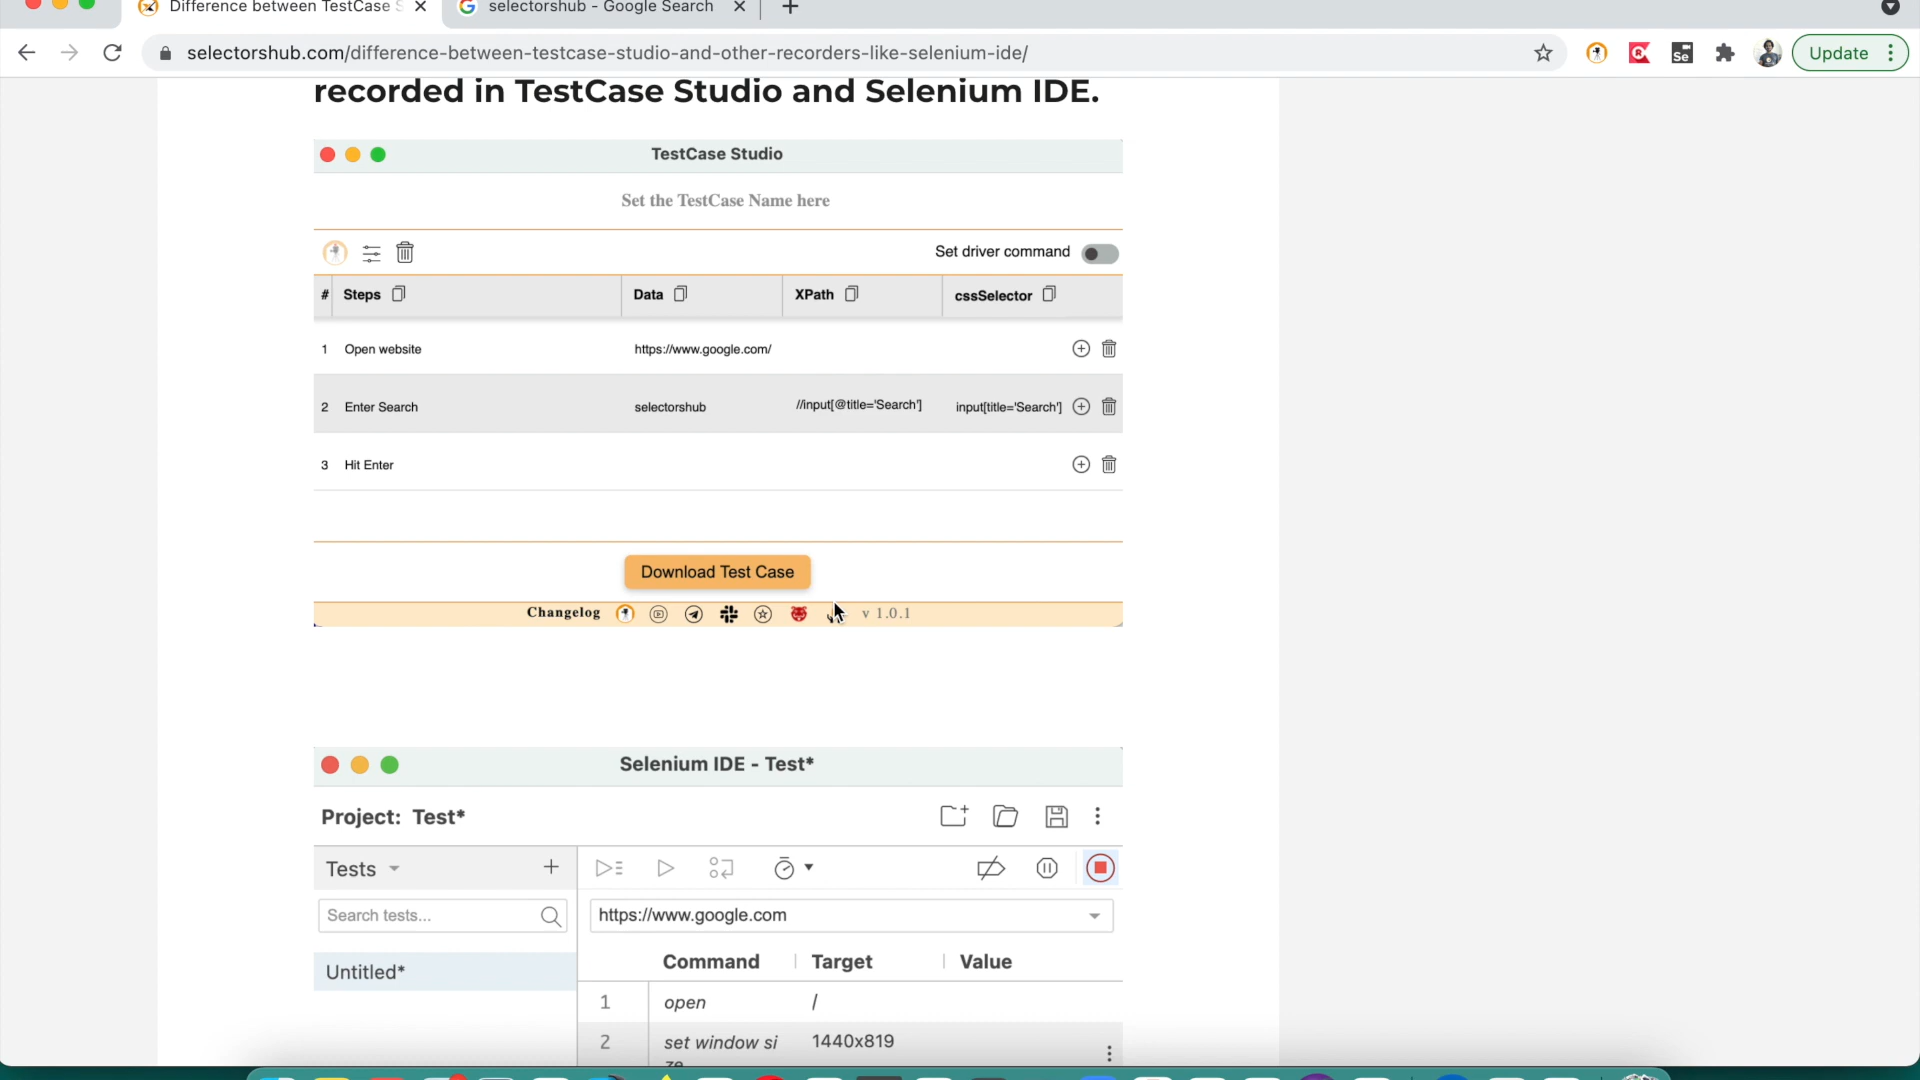 Difference between TestCase S
selectorshub - Google Search
selectorshub.com/difference-between-testcase-studio-and-other-recorders-like-selenium-ide/
Se
Update
recorded in TestCase Studio and Selenium IDE.
TestCase Studio
Set the TestCase Name here
Set driver command
# Steps Data XPath cssSelector
1 Open website https://www.google.com/
2 Enter Search selectorshub //input[@title='Search'] input[title='Search']
3 Hit Enter
Download Test Case
Changelog v 1.0.1
Selenium IDE - Test*
Project: Test*
Tests
Search tests...
https://www.google.com
Command Target Value
Untitled*
1 open /
2 set window si 1440x819
ze